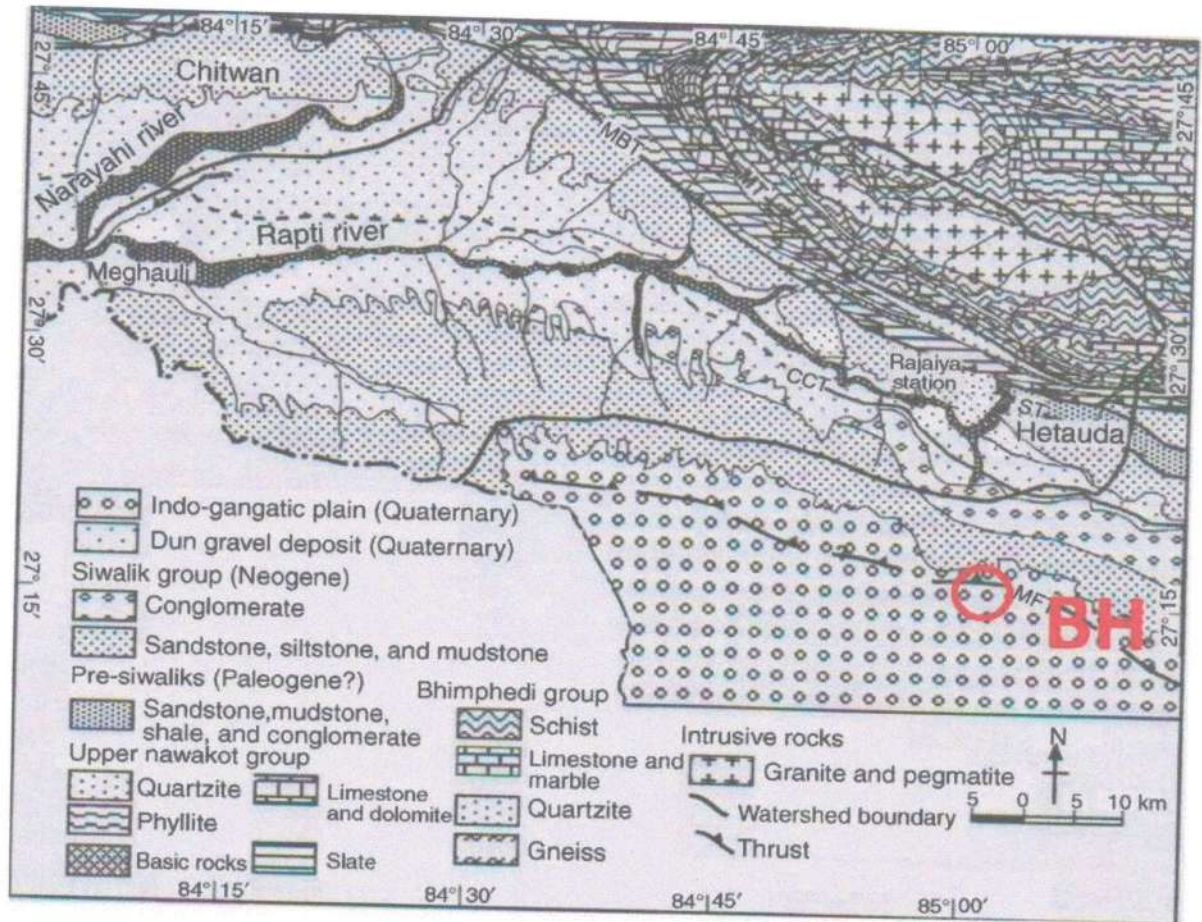 84° 15′
84° 30′
84° 45′
85° 00′
27° 45′
27° 45′
Chitwan
Narayahi river
MBT
MT
Rapti river
Meghauli
27° 30′
27° 30′
CCT
Rajaiya
station
ST
Hetauda
Indo-gangatic plain (Quaternary)
Dun gravel deposit (Quaternary)
Siwalik group (Neogene)
Conglomerate
Sandstone, siltstone, and mudstone
27° 15′
27° 15′
MFT
BH
Pre-siwaliks (Paleogene?)
Sandstone,mudstone,
shale, and conglomerate
Upper nawakot group
Quartzite
Phyllite
Basic rocks
Limestone
and dolomite
Slate
Bhimphedi group
Schist
Limestone and
marble
Quartzite
Gneiss
Intrusive rocks
Granite and pegmatite
Watershed boundary
Thrust
N
5 0 5 10 km
84° 15′
84° 30′
84° 45′
85° 00′